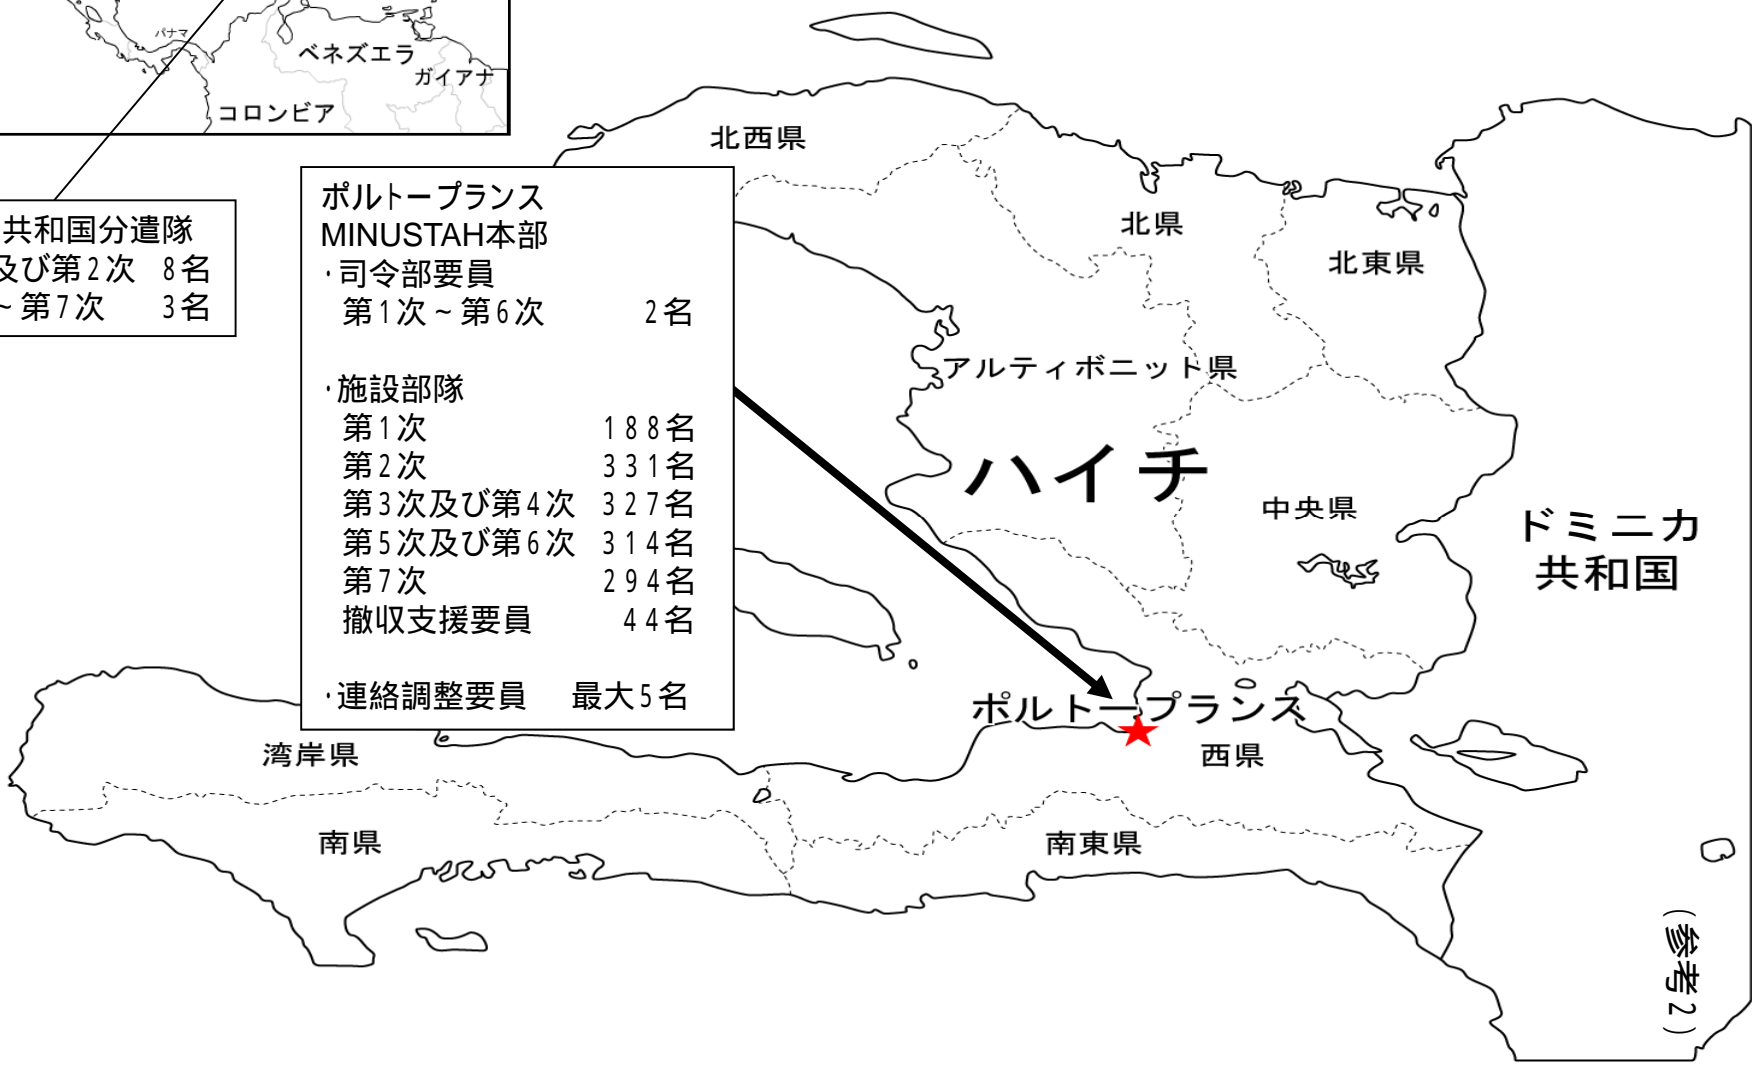 パナマ
ベネズエラ
ガイアナ
コロンビア
共和国分遣隊
及び第2次 8名
~第7次 3名
ポルトープランス
MINUSTAH本部
・司令部要員
第1次~第6次 2名
・施設部隊
第1次 188名
第2次 331名
第3次及び第4次 327名
第5次及び第6次 314名
第7次 294名
撤収支援要員 44名
・連絡調整要員 最大5名
北西県
北県
北東県
アルティボニット県
ハイチ
中央県
ドミニカ
共和国
ポルトープランス
西県
湾岸県
南県
南東県
(参考2)